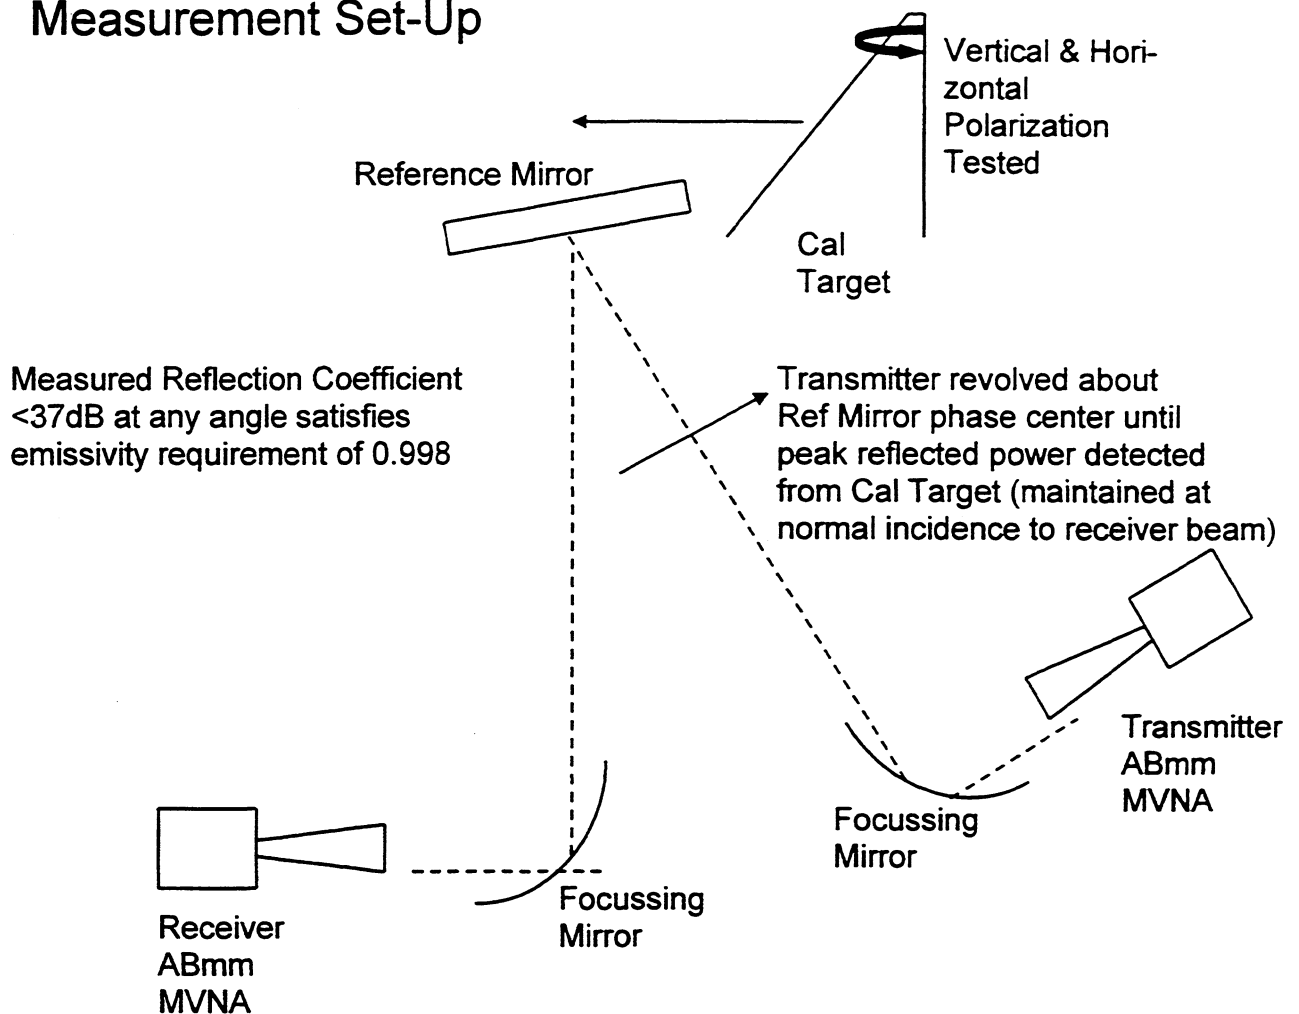 Measurement Set-Up
Vertical & Hori-
zontal
Polarization
Tested
Reference Mirror
Cal
Target
Measured Reflection Coefficient
<37dB at any angle satisfies
emissivity requirement of 0.998
Transmitter revolved about
Ref Mirror phase center until
peak reflected power detected
from Cal Target (maintained at
normal incidence to receiver beam)
Transmitter
ABmm
MVNA
Focussing
Mirror
Focussing
Mirror
Receiver
ABmm
MVNA